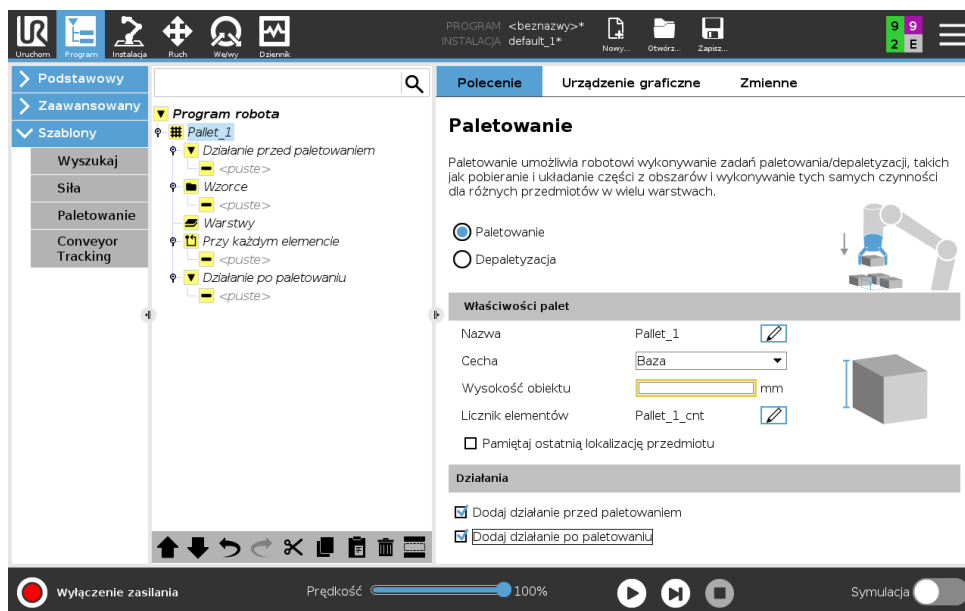 PROGRAM <beznazwy>*
INSTALACJA default_1*
Uruchom Program Instalacja Ruch We/wy Dziennik
Nowy... Otwórz... Zapisz...
9 9
2 E
Podstawowy
Zaawansowany
Szablony
Wyszukaj
Siła
Paletowanie
Conveyor
Tracking
Program robota
Pallet_1
Działanie przed paletowaniem
<puste>
Wzorce
<puste>
Warstwy
Przy każdym elemencie
<puste>
Działanie po paletowaniu
<puste>
Polecenie Urządzenie graficzne Zmienne
Paletowanie
Paletowanie umożliwia robotowi wykonywanie zadań paletowania/depaletyzacji, takich
jak pobieranie i układanie części z obszarów i wykonywanie tych samych czynności
dla różnych przedmiotów w wielu warstwach.
Paletowanie
Depaletyzacja
Właściwości palet
Nazwa Pallet_1
Cecha Baza
Wysokość obiektu mm
Licznik elementów Pallet_1_cnt
Pamiętaj ostatnią lokalizację przedmiotu
Działania
Dodaj działanie przed paletowaniem
Dodaj działanie po paletowaniu
Wyłączenie zasilania Prędkość 100% Symulacja